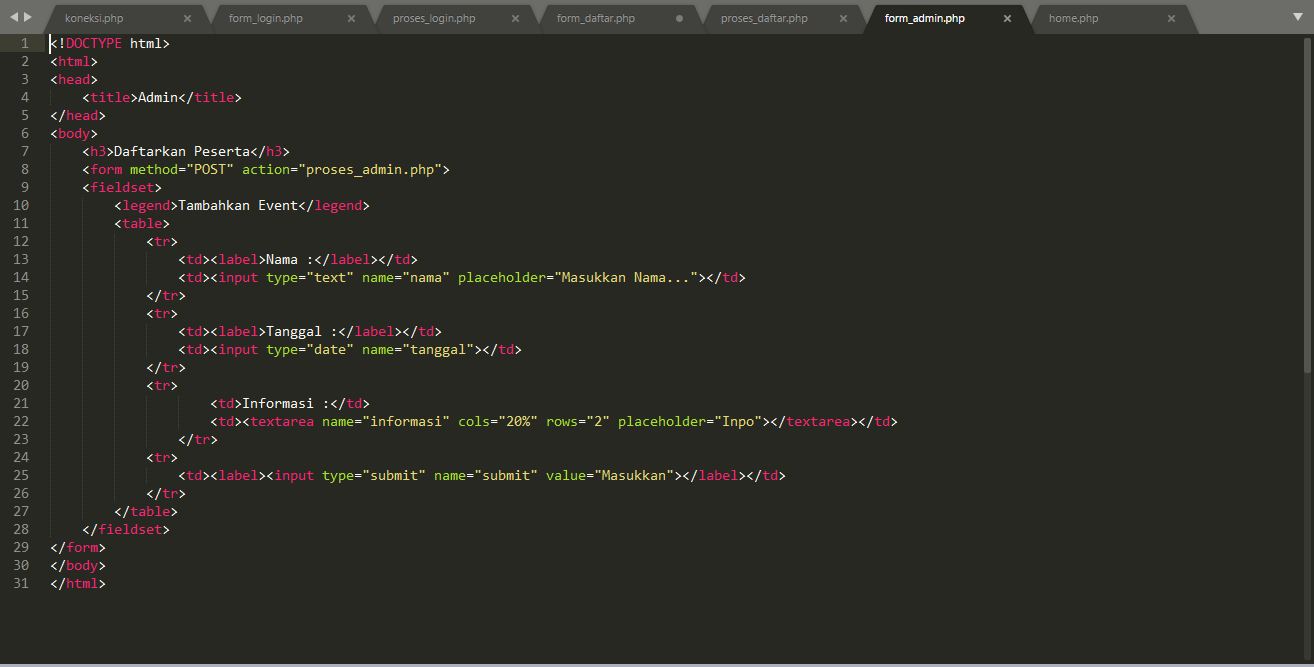 koneksi.php × form_login.php × proses_login.php × form_daftar.php proses_daftar.php × form_admin.php × home.php ×
1 <!DOCTYPE html>
2 <html>
3 <head>
4 <title>Admin</title>
5 </head>
6 <body>
7 <h3>Daftarkan Peserta</h3>
8 <form method="POST" action="proses_admin.php">
9 <fieldset>
10 <legend>Tambahkan Event</legend>
11 <table>
12 <tr>
13 <td><label>Nama :</label></td>
14 <td><input type="text" name="nama" placeholder="Masukkan Nama..."></td>
15 </tr>
16 <tr>
17 <td><label>Tanggal :</label></td>
18 <td><input type="date" name="tanggal"></td>
19 </tr>
20 <tr>
21 <td>Informasi :</td>
22 <td><textarea name="informasi" cols="20%" rows="2" placeholder="Inpo"></textarea></td>
23 </tr>
24 <tr>
25 <td><label><input type="submit" name="submit" value="Masukkan"></label></td>
26 </tr>
27 </table>
28 </fieldset>
29 </form>
30 </body>
31 </html>